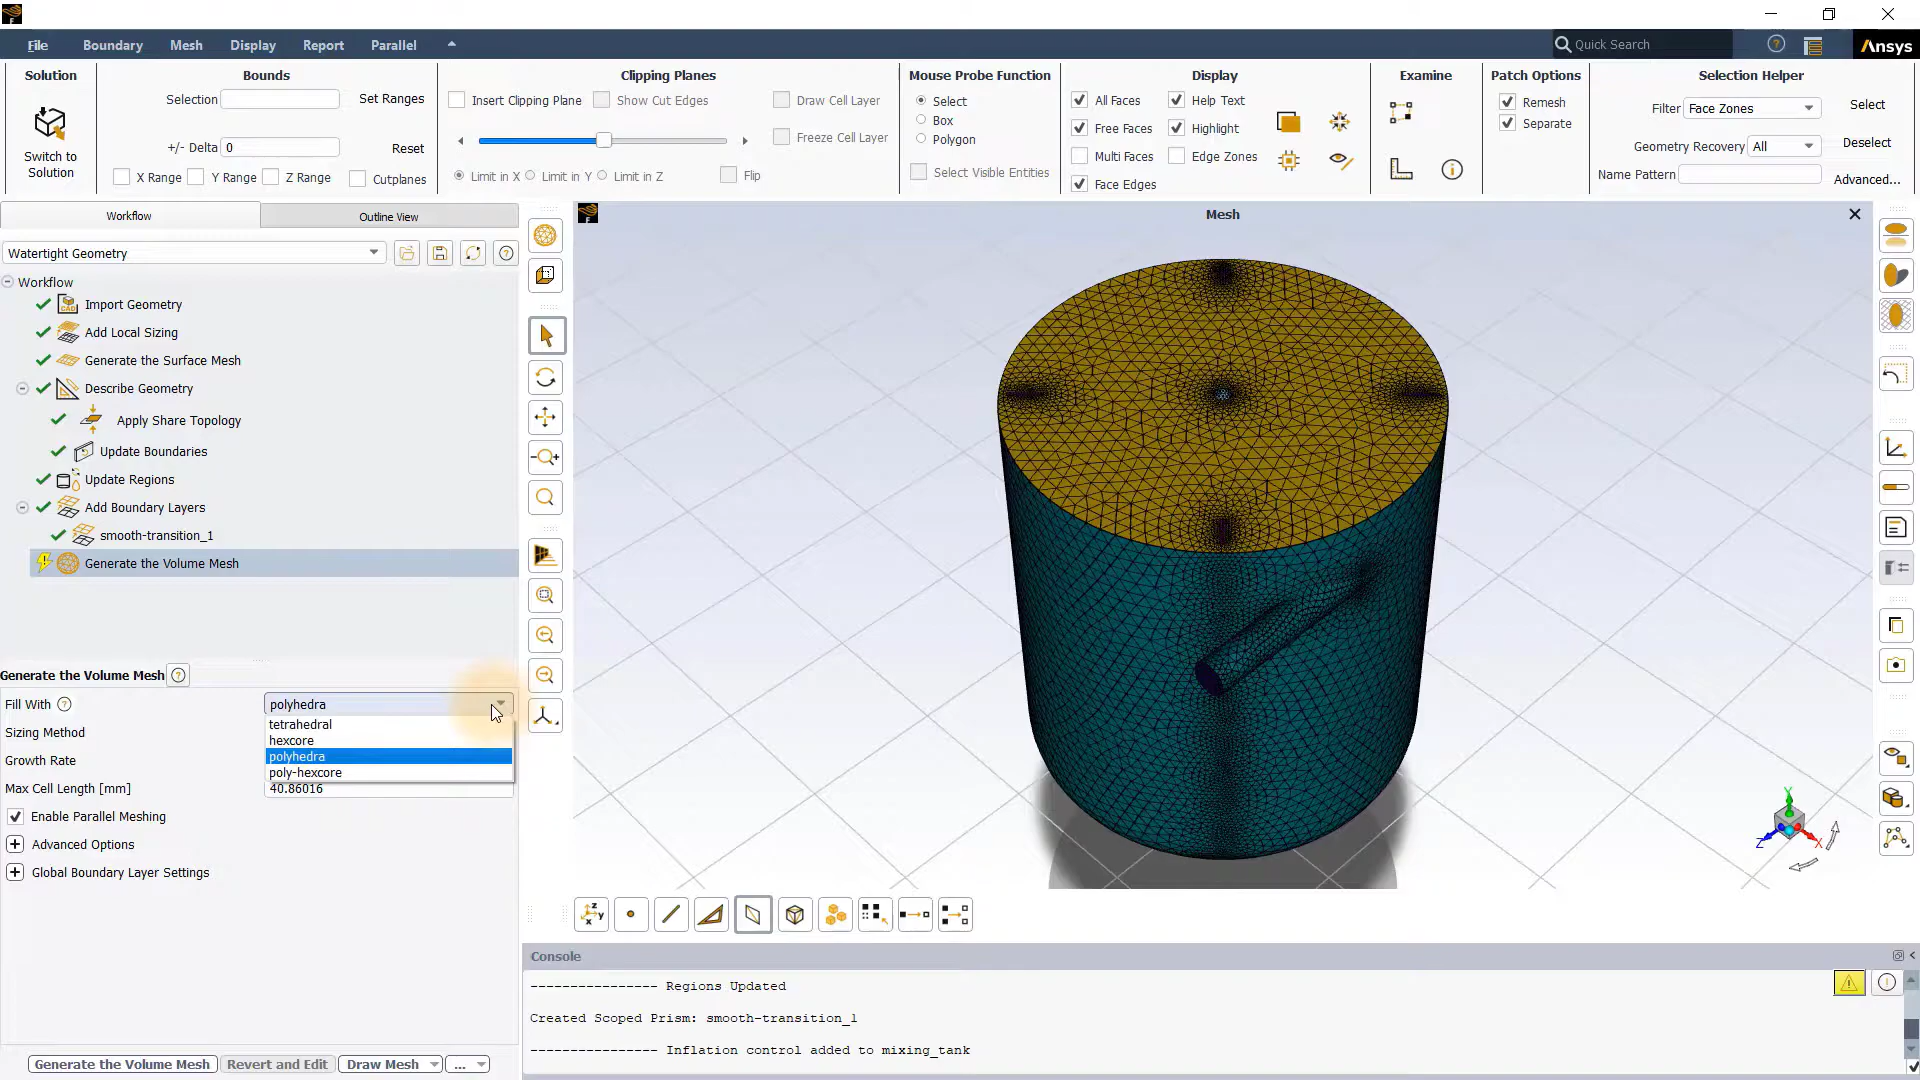 File Boundary Mesh Display Report Parallel Quick Search Ansys
Solution Bounds Clipping Planes Mouse Probe Function Display Examine Patch Options Selection Helper
Selection Set Ranges Insert Clipping Plane Show Cut Edges Draw Cell Layer Select All Faces Help Text Remesh Filter Face Zones Select
Box Free Faces Highlight Separate
+/- Delta 0 Reset Freeze Cell Layer Polygon Multi Faces Edge Zones Geometry Recovery All Deselect
Switch to
Solution
X Range Y Range Z Range Cutplanes Limit in X Limit in Y Limit in Z Flip Select Visible Entities Face Edges Name Pattern Advanced...
Workflow Outline View Mesh
Watertight Geometry
Workflow
Import Geometry
Add Local Sizing
Generate the Surface Mesh
Describe Geometry
Apply Share Topology
Update Boundaries
Update Regions
Add Boundary Layers
smooth-transition_1
Generate the Volume Mesh
Generate the Volume Mesh
Fill With polyhedra
tetrahedral
Sizing Method hexcore
polyhedra
Growth Rate
poly-hexcore
Max Cell Length [mm] 40.86016
Enable Parallel Meshing
Advanced Options
Global Boundary Layer Settings
Y
Z X
z
y
x
Console
---------------- Regions Updated
Created Scoped Prism: smooth-transition_1
---------------- Inflation control added to mixing_tank
Generate the Volume Mesh Revert and Edit Draw Mesh ...